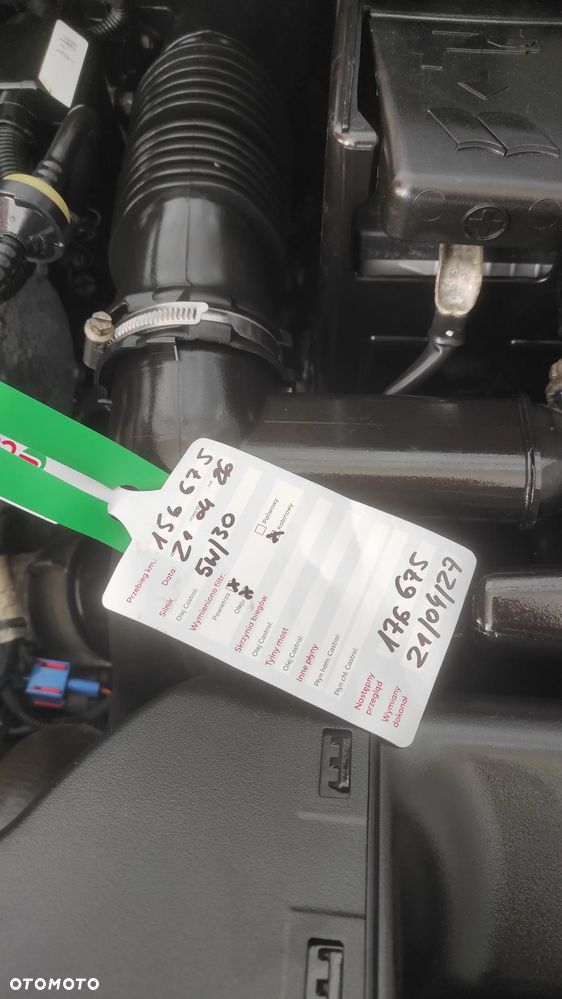 Przebieg km: 156 675
Data: 21 04 26
Silnik
Olej Castrol: 5W/30
Wymieniono filtr:
Powietrza x
Paliwowy
Oleju x
x Kabinowy
Skrzynia biegów
Olej Castrol:
Tylny most
Olej Castrol:
Inne płyny
Płyn ham. Castrol:
Płyn chł. Castrol:
Następny przegląd 176 675
21/04/27
Wymiany dokonał
OTOMOTO